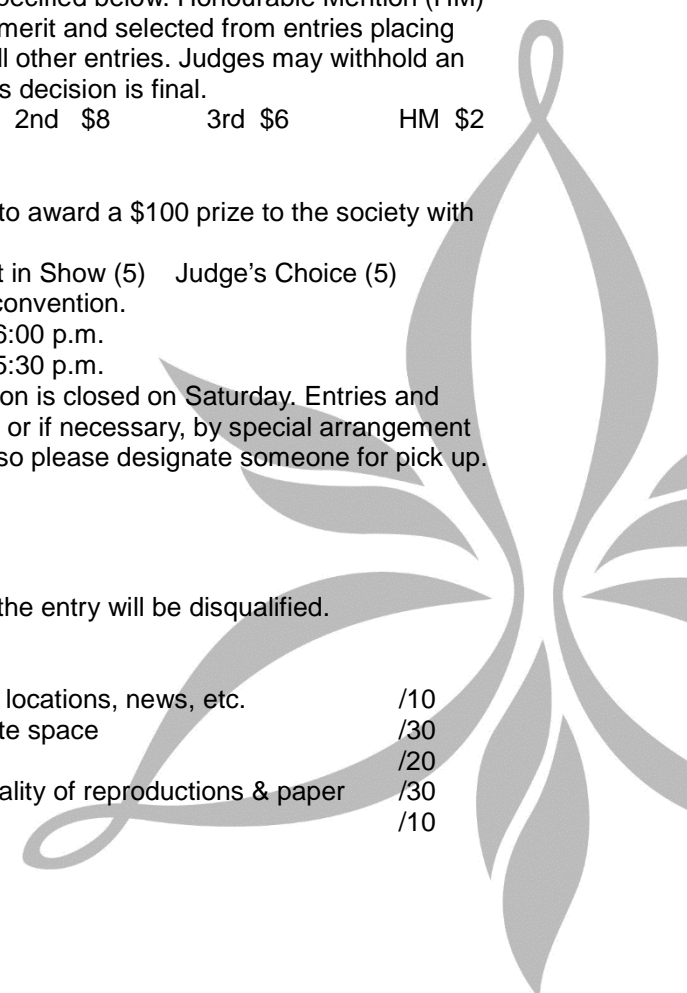 pecified below. Honourable Mention (HM)
merit and selected from entries placing
ll other entries. Judges may withhold an
s decision is final.
2nd $8 3rd $6 HM $2
to award a $100 prize to the society with
t in Show (5) Judge’s Choice (5)
convention.
6:00 p.m.
5:30 p.m.
on is closed on Saturday. Entries and
or if necessary, by special arrangement
so please designate someone for pick up.
the entry will be disqualified.
locations, news, etc. /10
te space /30
/20
ality of reproductions & paper /30
/10